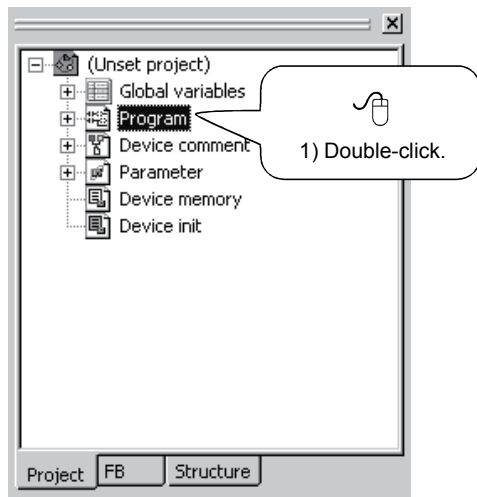 (Unset project)
Global variables
Program
Device comment
1) Double-click.
Parameter
Device memory
Device init
Project FB Structure